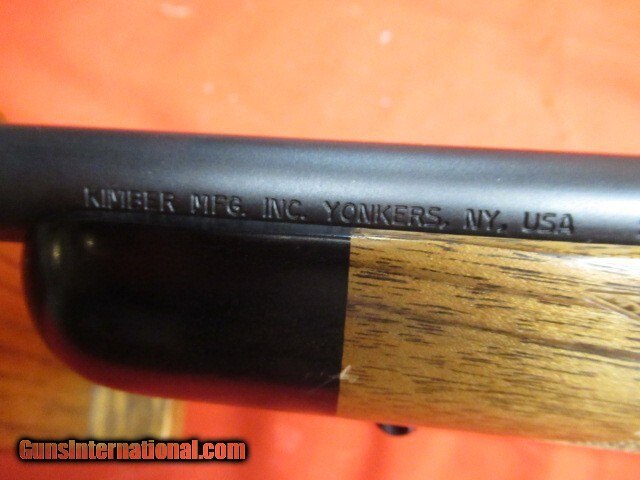 KIMBER MFG. INC. YONKERS, NY, USA
GunsInternational.com